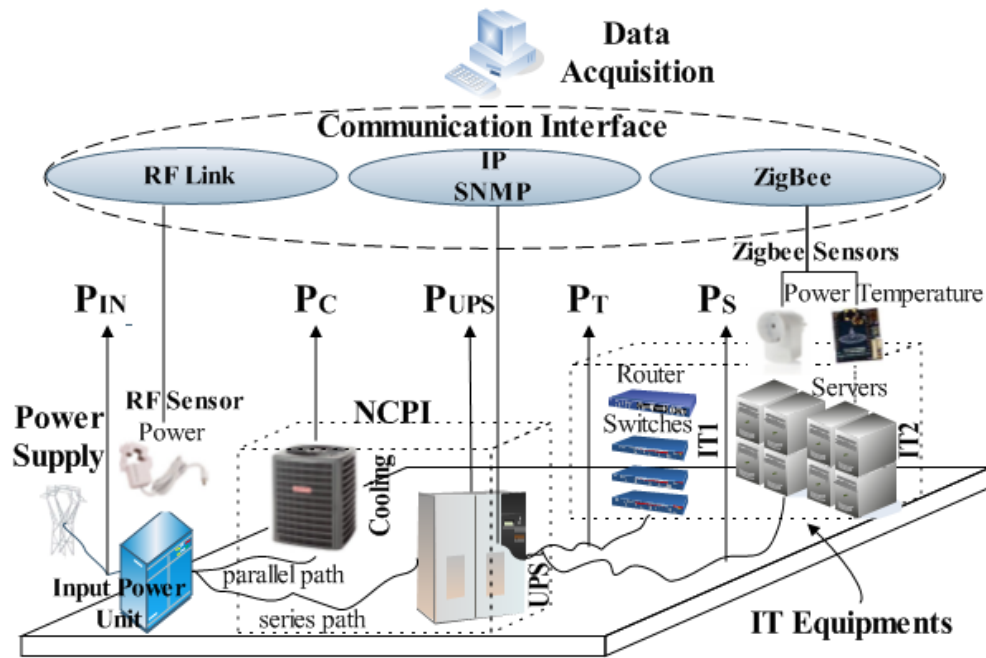 Data
Acquisition
Communication Interface
RF Link
IP
SNMP
ZigBee
Zigbee Sensors
Power Temperature
PIN
PC
PUPS
PT
PS
Power
Supply
RF Sensor
Power
NCPI
Cooling
Router
Switches
IT1
Servers
IT2
Input Power
Unit
parallel path
series path
UPS
IT Equipments